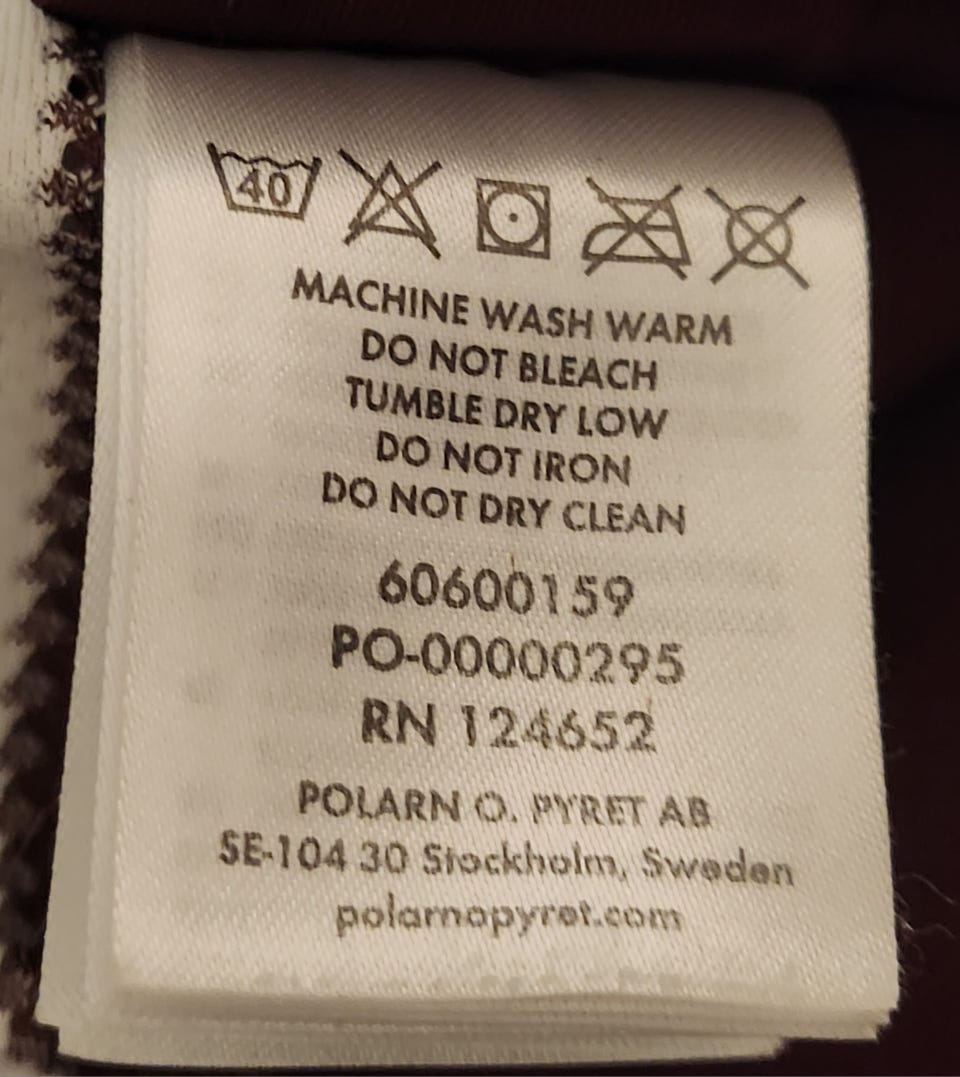 40
MACHINE WASH WARM
DO NOT BLEACH
TUMBLE DRY LOW
DO NOT IRON
DO NOT DRY CLEAN
60600159
PO-00000295
RN 124652
POLARN O. PYRET AB
SE-104 30 Stockholm, Sweden
polarnopyret.com